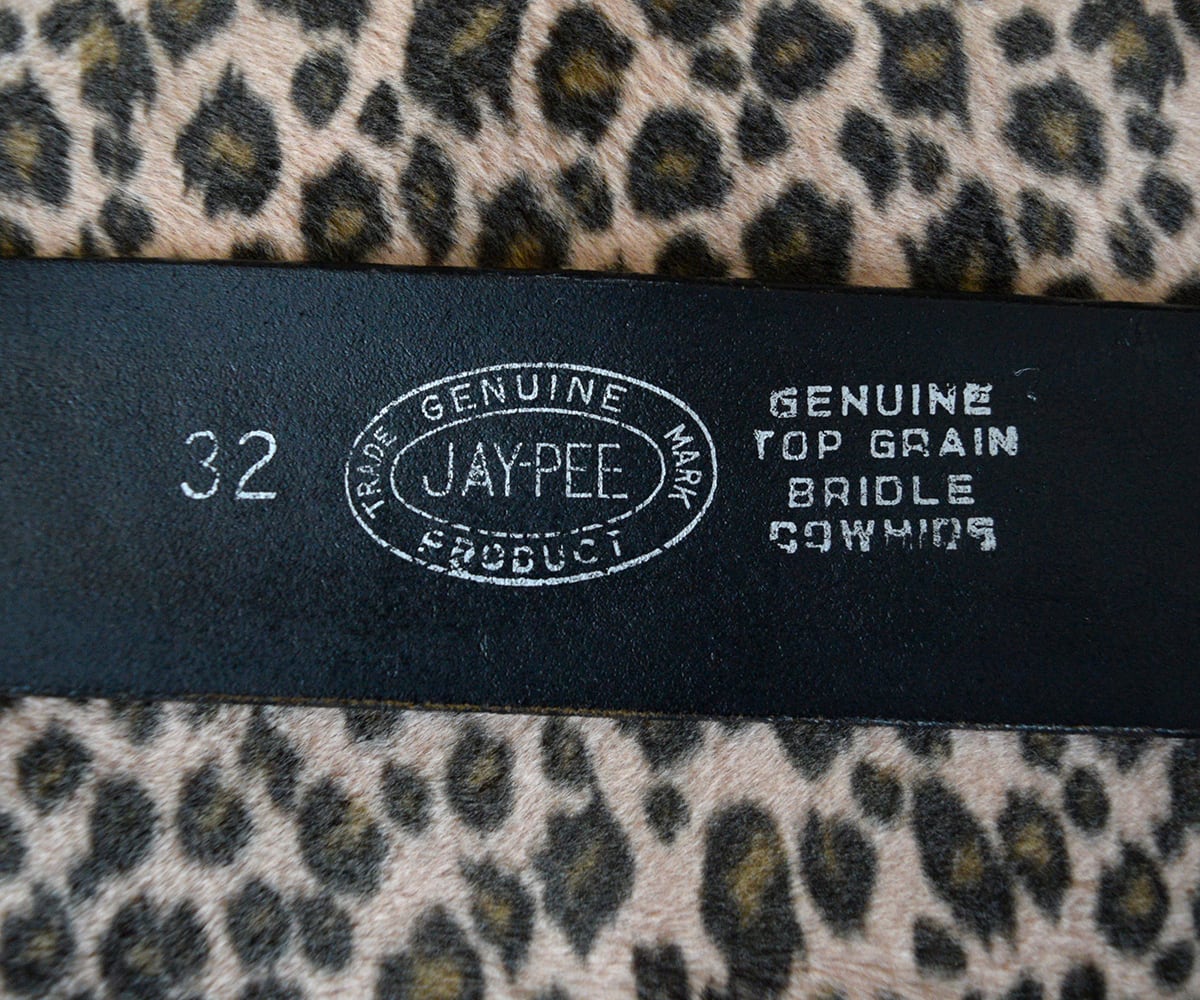 32
GENUINE
TRADE MARK
JAY-PEE
PRODUCT
GENUINE
TOP GRAIN
BRIDLE
COWHIDE